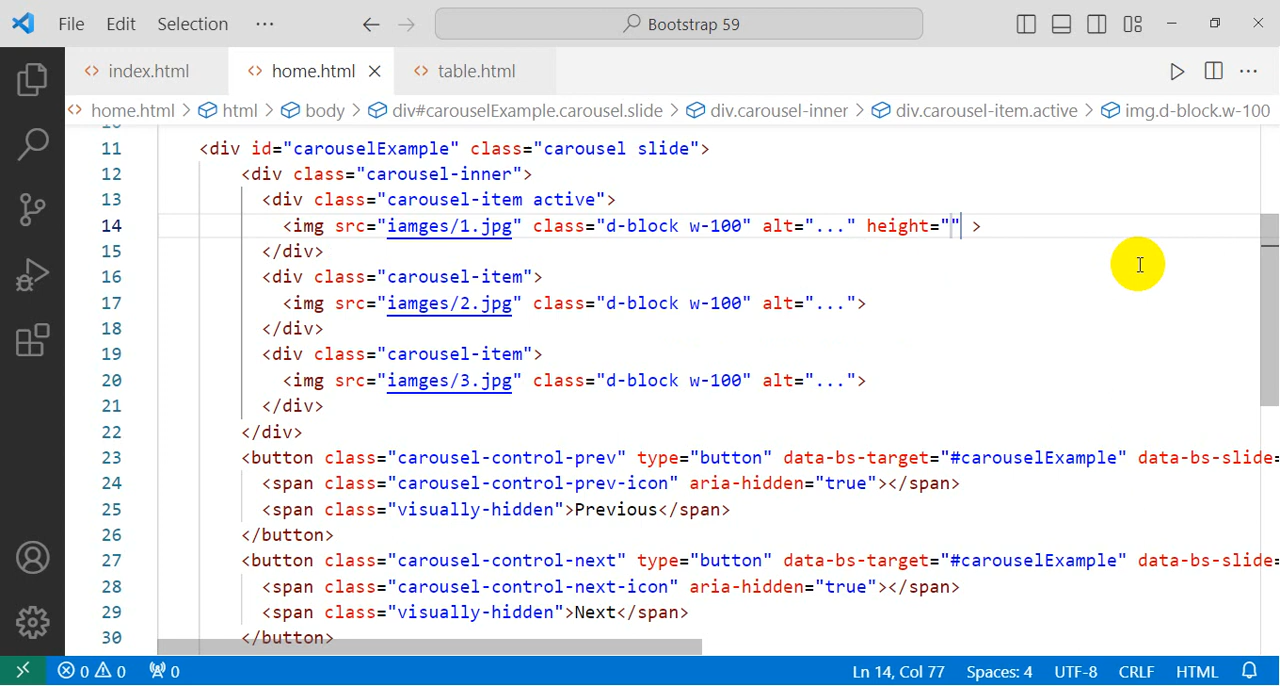 File Edit Selection ··· Bootstrap 59
index.html home.html table.html
home.html > html > body > div#carouselExample.carousel.slide > div.carousel-inner > div.carousel-item.active > img.d-block.w-100
11 <div id="carouselExample" class="carousel slide">
12 <div class="carousel-inner">
13 <div class="carousel-item active">
14 <img src="iamges/1.jpg" class="d-block w-100" alt="..." height="" >
15 </div>
16 <div class="carousel-item">
17 <img src="iamges/2.jpg" class="d-block w-100" alt="...">
18 </div>
19 <div class="carousel-item">
20 <img src="iamges/3.jpg" class="d-block w-100" alt="...">
21 </div>
22 </div>
23 <button class="carousel-control-prev" type="button" data-bs-target="#carouselExample" data-bs-slide=
24 <span class="carousel-control-prev-icon" aria-hidden="true"></span>
25 <span class="visually-hidden">Previous</span>
26 </button>
27 <button class="carousel-control-next" type="button" data-bs-target="#carouselExample" data-bs-slide=
28 <span class="carousel-control-next-icon" aria-hidden="true"></span>
29 <span class="visually-hidden">Next</span>
30 </button>
0 0 0 Ln 14, Col 77 Spaces: 4 UTF-8 CRLF HTML